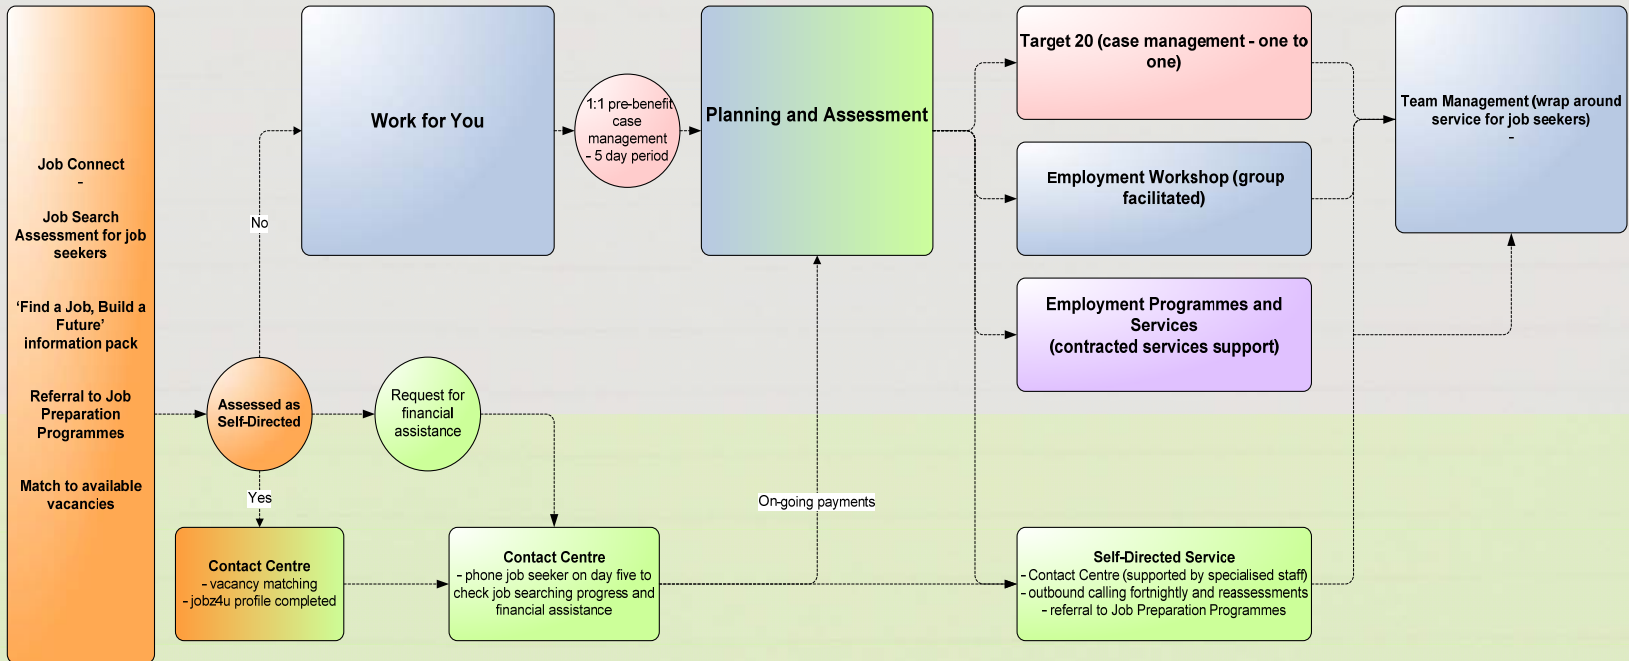 Job Connect
-
Job Search
Assessment for job
seekers
‘Find a Job, Build a
Future’
information pack
Referral to Job
Preparation
Programmes
Match to available
vacancies
No
Assessed as
Self-Directed
Yes
Contact Centre
- vacancy matching
- jobz4u profile completed
Work for You
Request for
financial
assistance
Contact Centre
- phone job seeker on day five to
check job searching progress and
financial assistance
1:1 pre-benefit
case
management
- 5 day period
Planning and Assessment
On-going payments
Target 20 (case management - one to
one)
Employment Workshop (group
facilitated)
Employment Programmes and
Services
(contracted services support)
Self-Directed Service
- Contact Centre (supported by specialised staff)
- outbound calling fortnightly and reassessments
- referral to Job Preparation Programmes
Team Management (wrap around
service for job seekers)
-